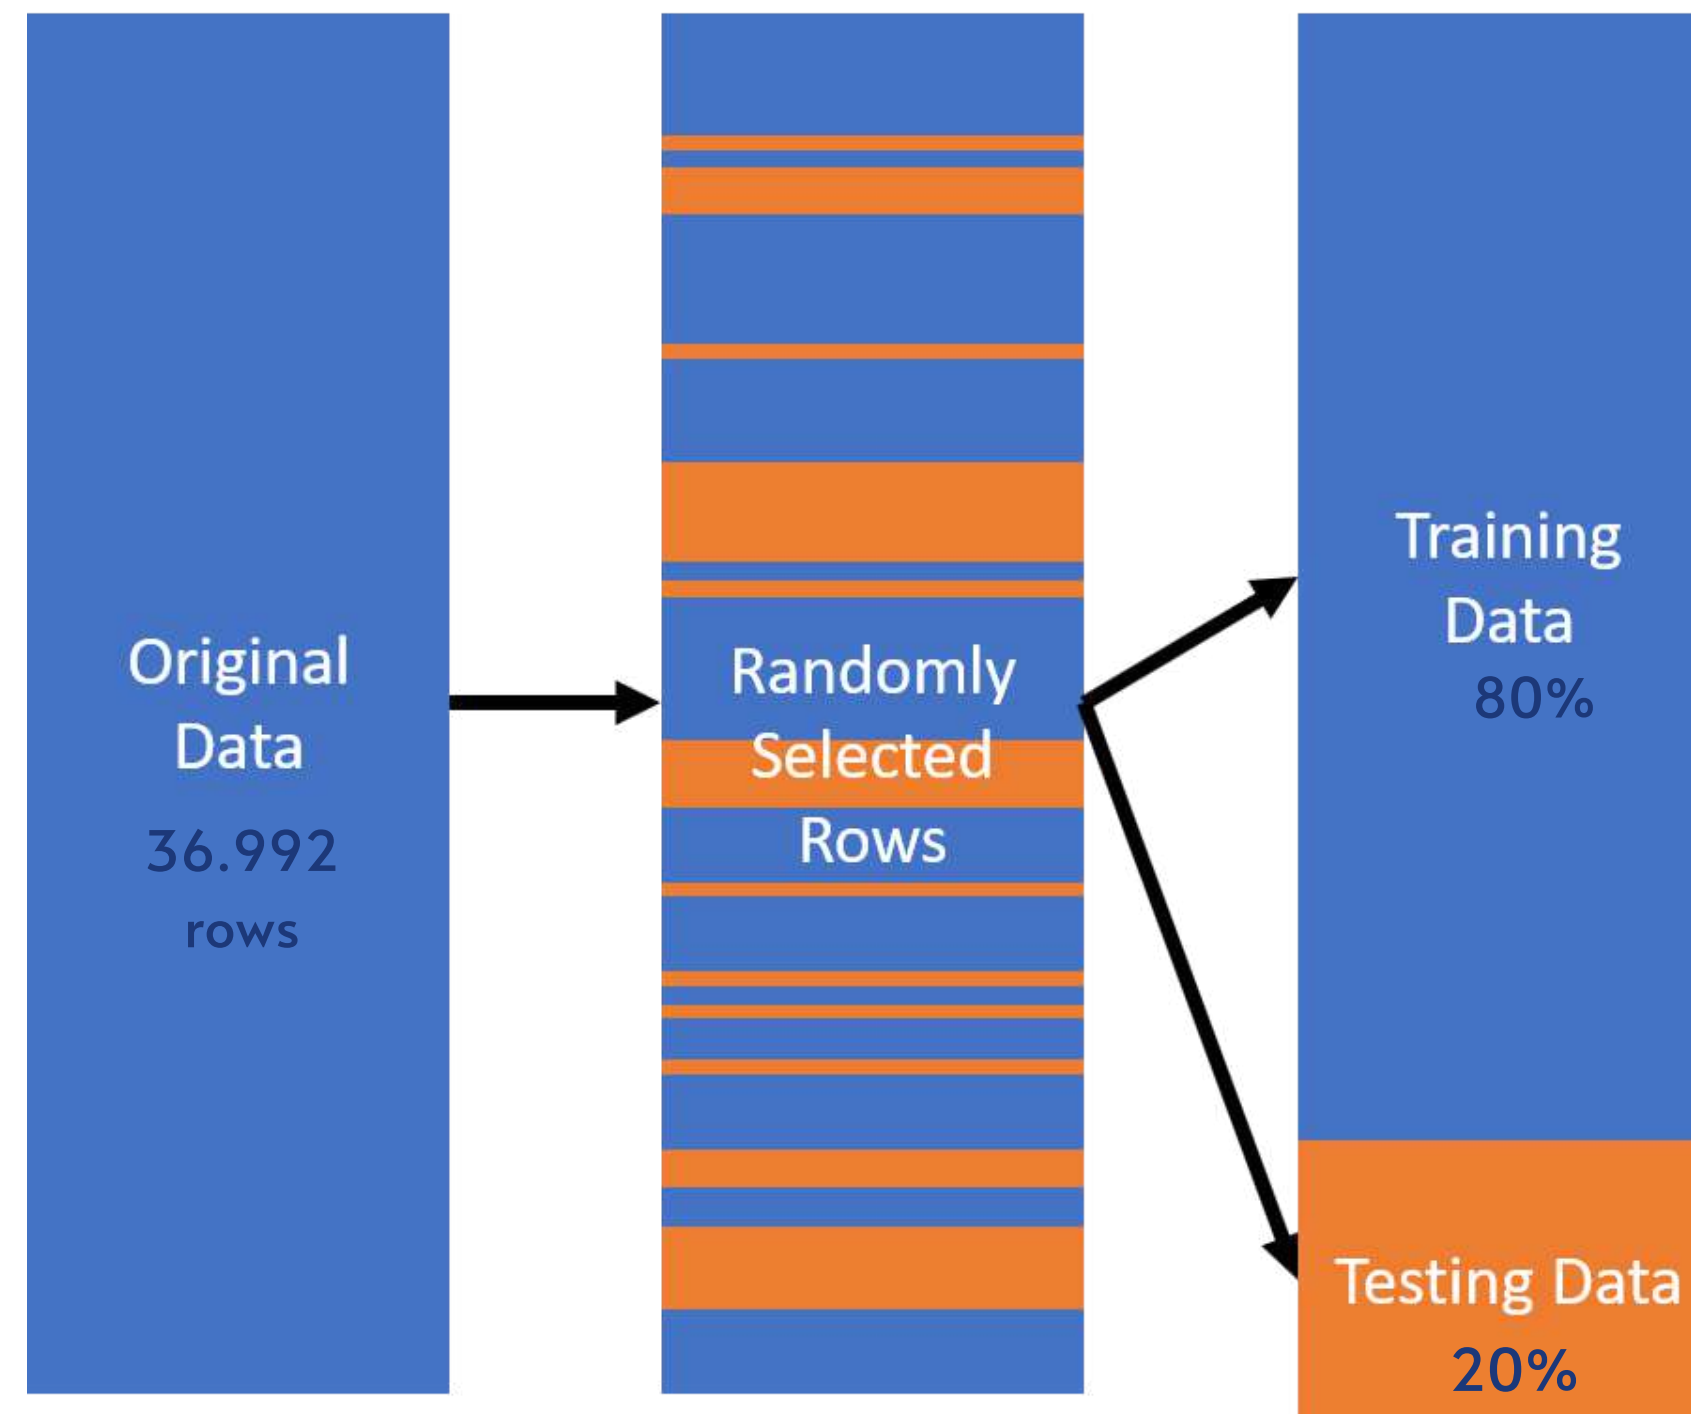 Original
Data
36.992
rows
Randomly
Selected
Rows
Training
Data
80%
Testing Data
20%